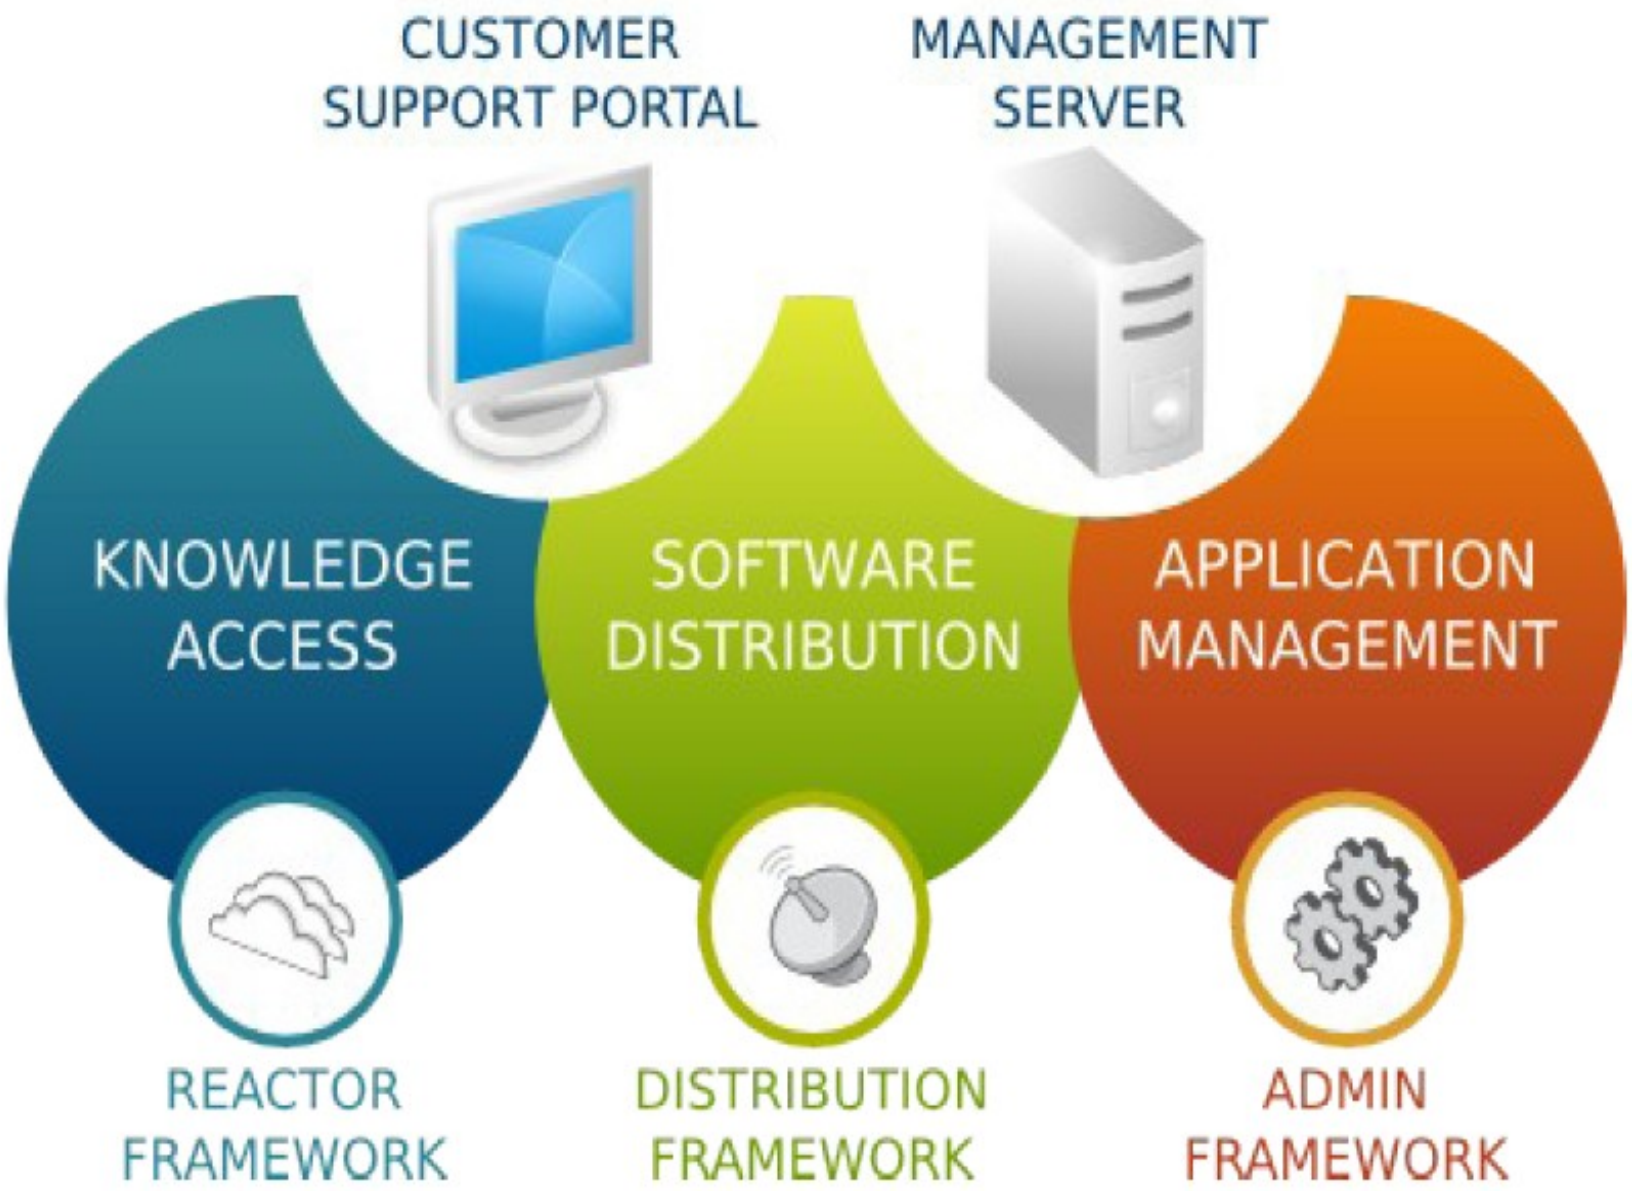 CUSTOMER
SUPPORT PORTAL
MANAGEMENT
SERVER
KNOWLEDGE
ACCESS
SOFTWARE
DISTRIBUTION
APPLICATION
MANAGEMENT
REACTOR
FRAMEWORK
DISTRIBUTION
FRAMEWORK
ADMIN
FRAMEWORK